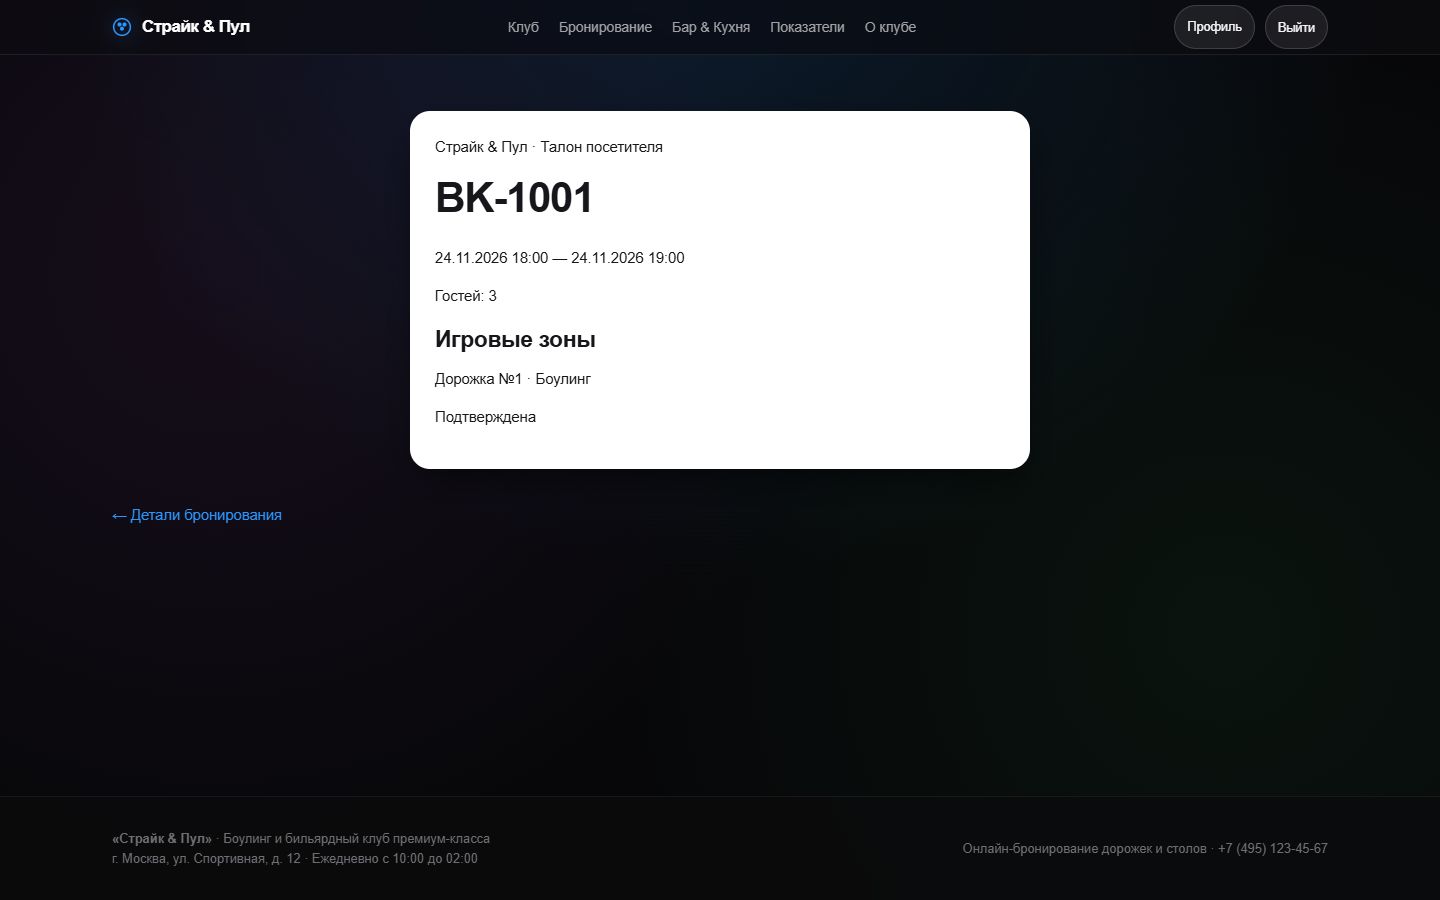 Страйк & Пул
Клуб Бронирование Бар & Кухня Показатели О клубе
Профиль Выйти
Страйк & Пул · Талон посетителя
BK-1001
24.11.2026 18:00 — 24.11.2026 19:00
Гостей: 3
Игровые зоны
Дорожка №1 · Боулинг
Подтверждена
← Детали бронирования
«Страйк & Пул» · Боулинг и бильярдный клуб премиум-класса
г. Москва, ул. Спортивная, д. 12 · Ежедневно с 10:00 до 02:00
Онлайн-бронирование дорожек и столов · +7 (495) 123-45-67